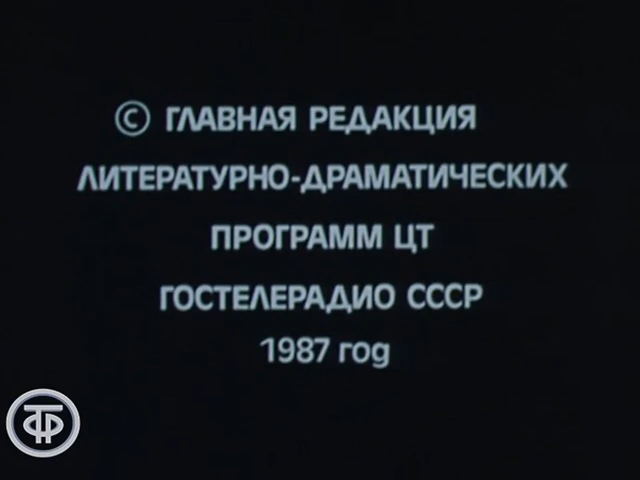 © ГЛАВНАЯ РЕДАКЦИЯ
ЛИТЕРАТУРНО-ДРАМАТИЧЕСКИХ
ПРОГРАММ ЦТ
ГОСТЕЛЕРАДИО СССР
1987 год